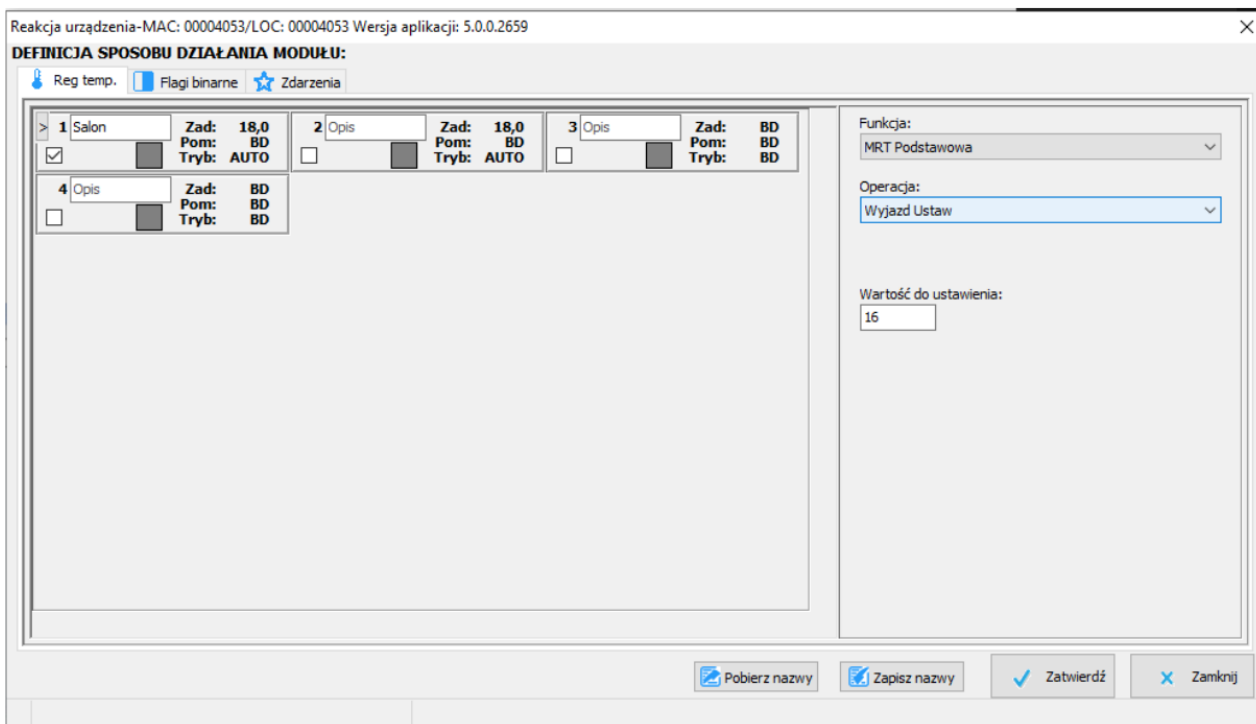 Reakcja urządzenia-MAC: 00004053/LOC: 00004053 Wersja aplikacji: 5.0.0.2659
DEFINICJA SPOSOBU DZIAŁANIA MODUŁU:
Reg temp. Flagi binarne Zdarzenia
> 1 Salon Zad: 18,0
Pom: BD
Tryb: AUTO
2 Opis Zad: 18,0
Pom: BD
Tryb: AUTO
3 Opis Zad: BD
Pom: BD
Tryb: BD
4 Opis Zad: BD
Pom: BD
Tryb: BD
Funkcja:
MRT Podstawowa
Operacja:
Wyjazd Ustaw
Wartość do ustawienia:
16
Pobierz nazwy Zapisz nazwy Zatwierdź Zamknij